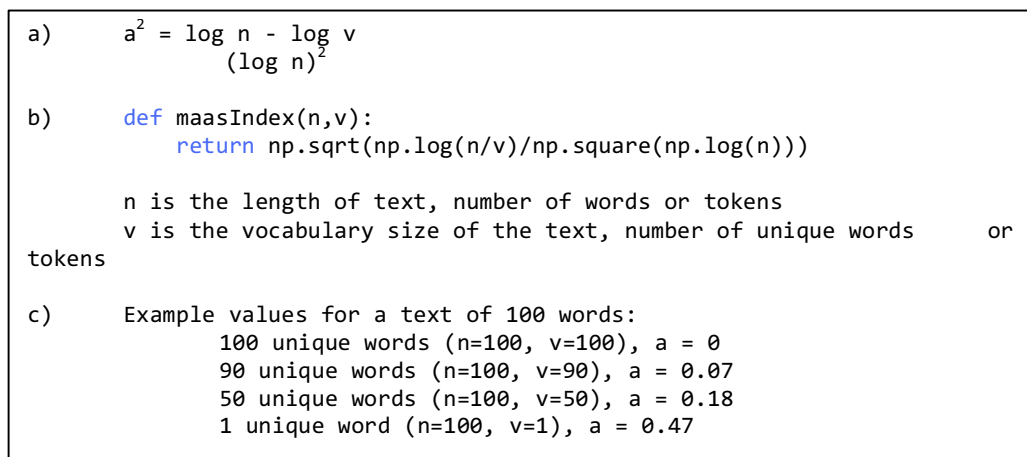 a) a² = log n - log v
(log n)²
b) def maasIndex(n,v):
return np.sqrt(np.log(n/v)/np.square(np.log(n)))
n is the length of text, number of words or tokens
v is the vocabulary size of the text, number of unique words or
tokens
c) Example values for a text of 100 words:
100 unique words (n=100, v=100), a = 0
90 unique words (n=100, v=90), a = 0.07
50 unique words (n=100, v=50), a = 0.18
1 unique word (n=100, v=1), a = 0.47